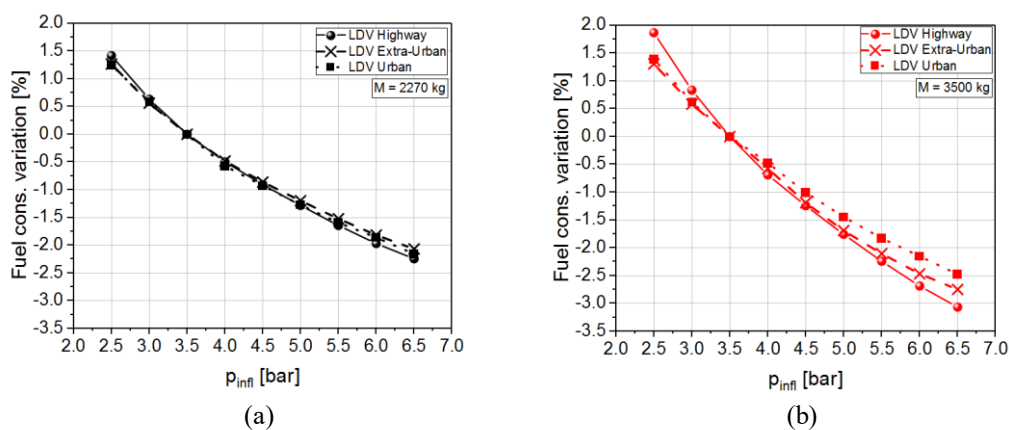 Fuel cons. variation [%]
2.0
1.5
1.0
0.5
0.0
-0.5
-1.0
-1.5
-2.0
-2.5
-3.0
-3.5
LDV Highway
LDV Extra-Urban
LDV Urban
M = 2270 kg
2.0 2.5 3.0 3.5 4.0 4.5 5.0 5.5 6.0 6.5 7.0
p_infl [bar]
(a)
Fuel cons. variation [%]
2.0
1.5
1.0
0.5
0.0
-0.5
-1.0
-1.5
-2.0
-2.5
-3.0
-3.5
LDV Highway
LDV Extra-Urban
LDV Urban
M = 3500 kg
2.0 2.5 3.0 3.5 4.0 4.5 5.0 5.5 6.0 6.5 7.0
p_infl [bar]
(b)